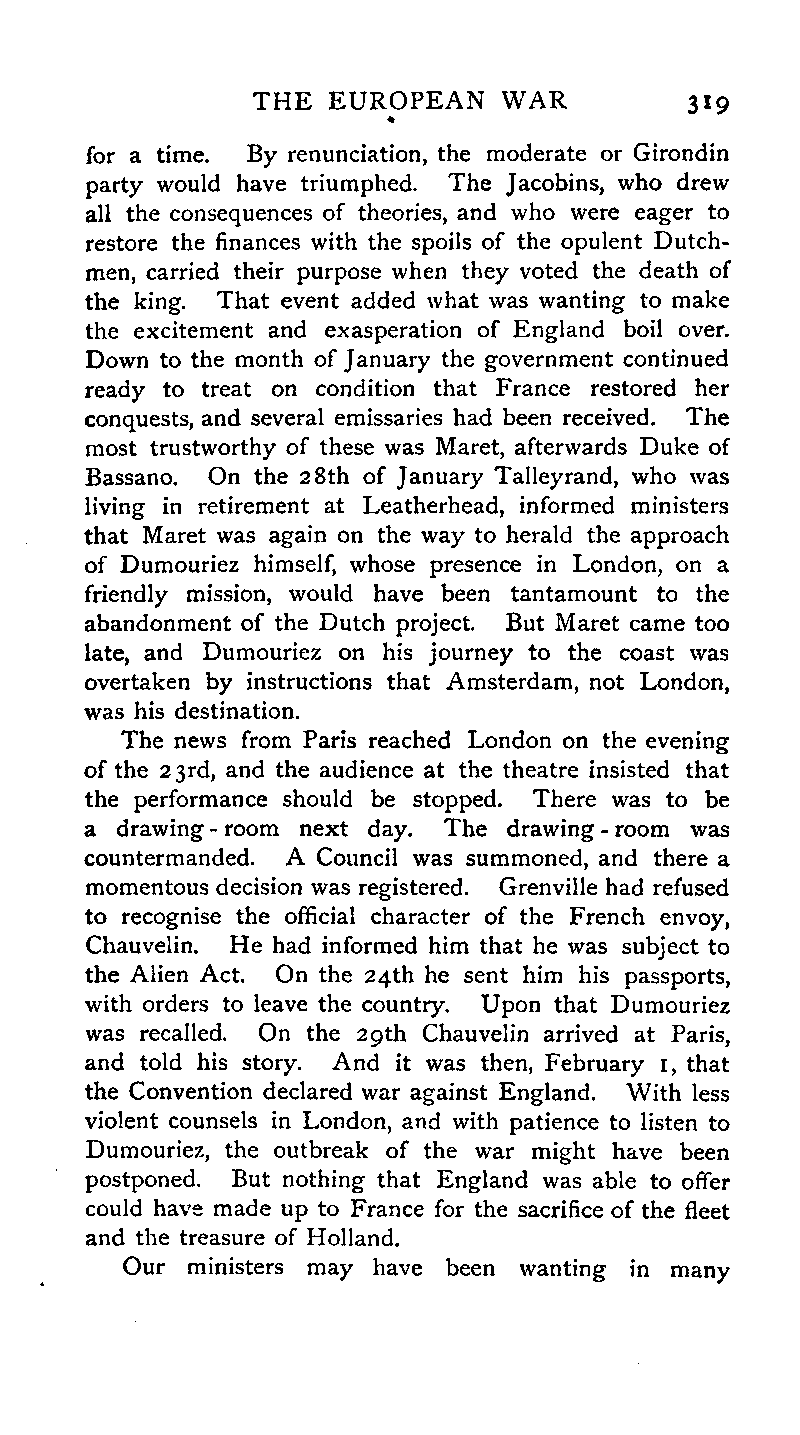 THE EUROPEAN WAR 319
for a time. By renunciation, the moderate or Girondin
party would have triumphed. The Jacobins, who drew
all the consequences of theories, and who were eager to
restore the finances with the spoils of the opulent Dutch-
men, carried their purpose when they voted the death of
the king. That event added what was wanting to make
the excitement and exasperation of England boil over.
Down to the month of January the government continued
ready to treat on condition that France restored her
conquests, and several emissaries had been received. The
most trustworthy of these was Maret, afterwards Duke of
Bassano. On the 28th of January Talleyrand, who was
living in retirement at Leatherhead, informed ministers
that Maret was again on the way to herald the approach
of Dumouriez himself, whose presence in London, on a
friendly mission, would have been tantamount to the
abandonment of the Dutch project. But Maret came too
late, and Dumouriez on his journey to the coast was
overtaken by instructions that Amsterdam, not London,
was his destination.
The news from Paris reached London on the evening
of the 23rd, and the audience at the theatre insisted that
the performance should be stopped. There was to be
a drawing-room next day. The drawing-room was
countermanded. A Council was summoned, and there a
momentous decision was registered. Grenville had refused
to recognise the official character of the French envoy,
Chauvelin. He had informed him that he was subject to
the Alien Act. On the 24th he sent him his passports,
with orders to leave the country. Upon that Dumouriez
was recalled. On the 29th Chauvelin arrived at Paris,
and told his story. And it was then, February 1, that
the Convention declared war against England. With less
violent counsels in London, and with patience to listen to
Dumouriez, the outbreak of the war might have been
postponed. But nothing that England was able to offer
could have made up to France for the sacrifice of the fleet
and the treasure of Holland.
Our ministers may have been wanting in many